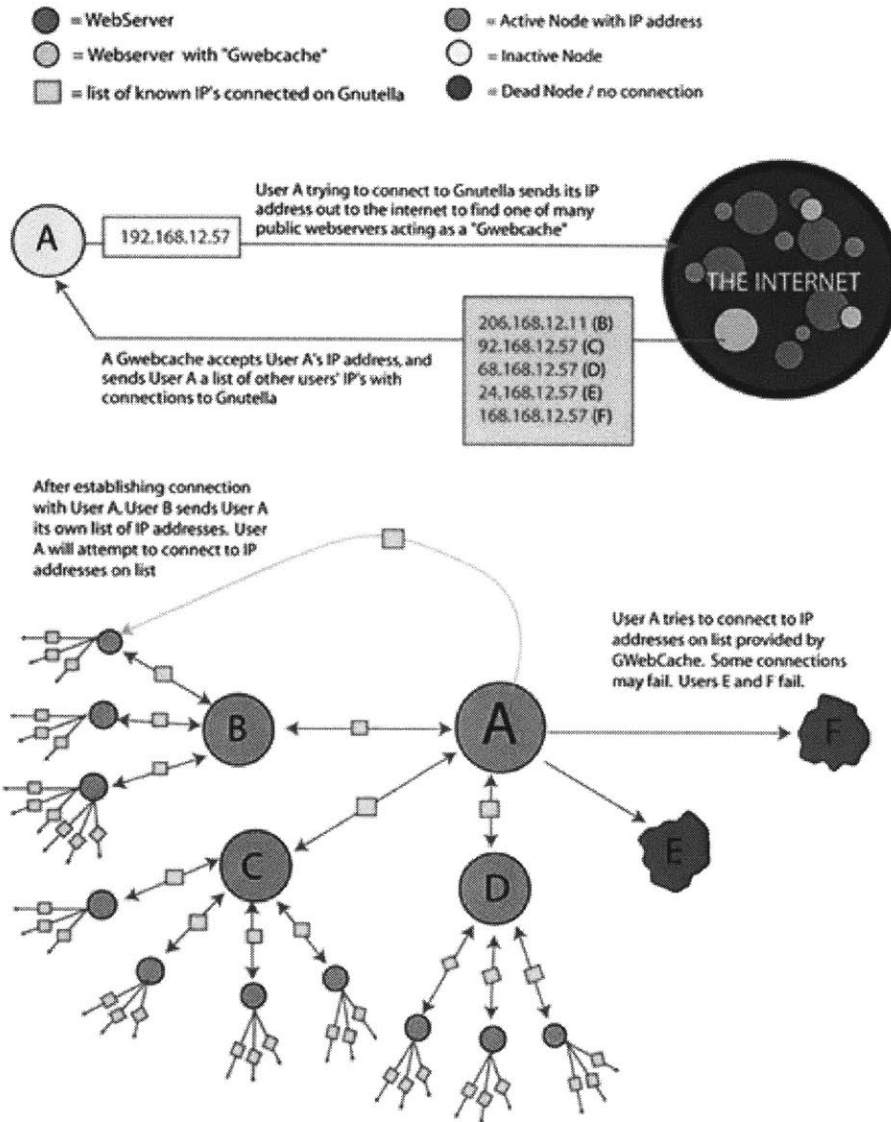 = WebServer
= Webserver with "Gwebcache"
= list of known IP's connected on Gnutella
= Active Node with IP address
= Inactive Node
= Dead Node / no connection
User A trying to connect to Gnutella sends its IP
address out to the internet to find one of many
public webservers acting as a "Gwebcache"
A
192.168.12.57
THE INTERNET
206.168.12.11 (B)
92.168.12.57 (C)
68.168.12.57 (D)
24.168.12.57 (E)
168.168.12.57 (F)
A Gwebcache accepts User A's IP address, and
sends User A a list of other users' IP's with
connections to Gnutella
After establishing connection
with User A, User B sends User A
its own list of IP addresses. User
A will attempt to connect to IP
addresses on list
User A tries to connect to IP
addresses on list provided by
GWebCache. Some connections
may fail. Users E and F fail.
B
A
F
E
C
D